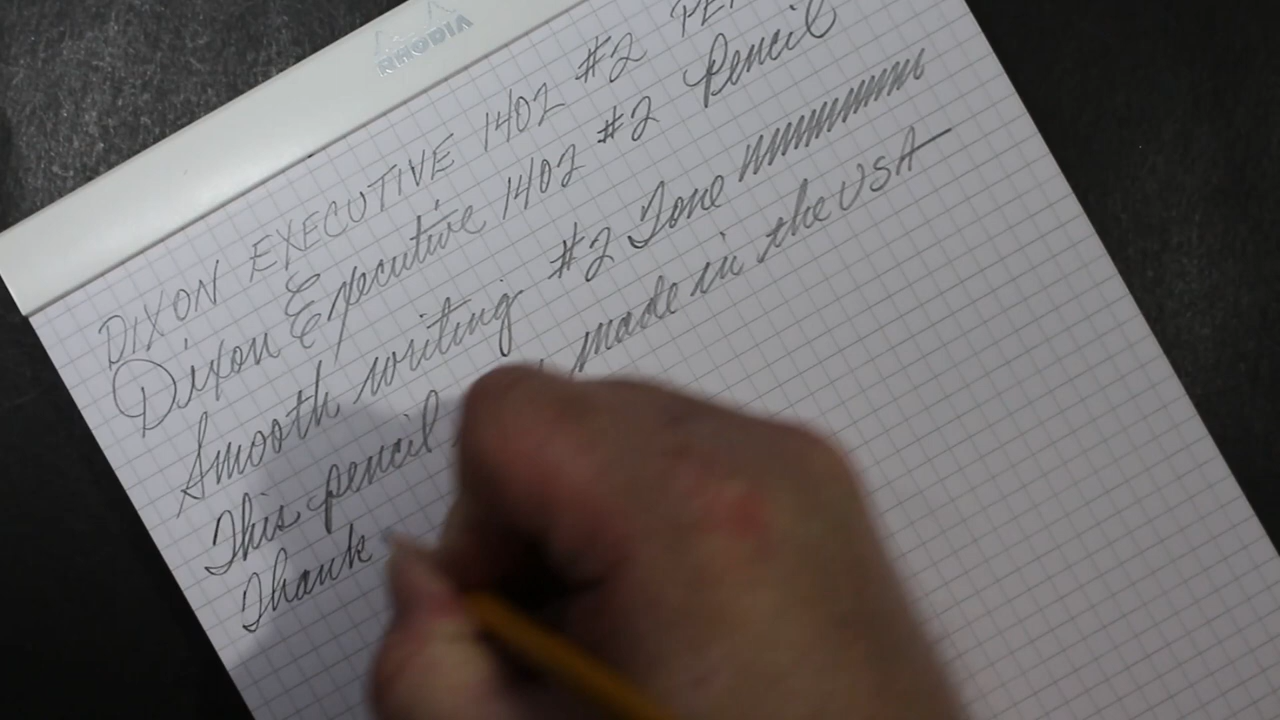 RHODIA
DIXON EXECUTIVE 1402 #2
Dixon Executive 1402 #2 Pencil
Smooth writing #2 Tone
This pencil made in the USA
Thank